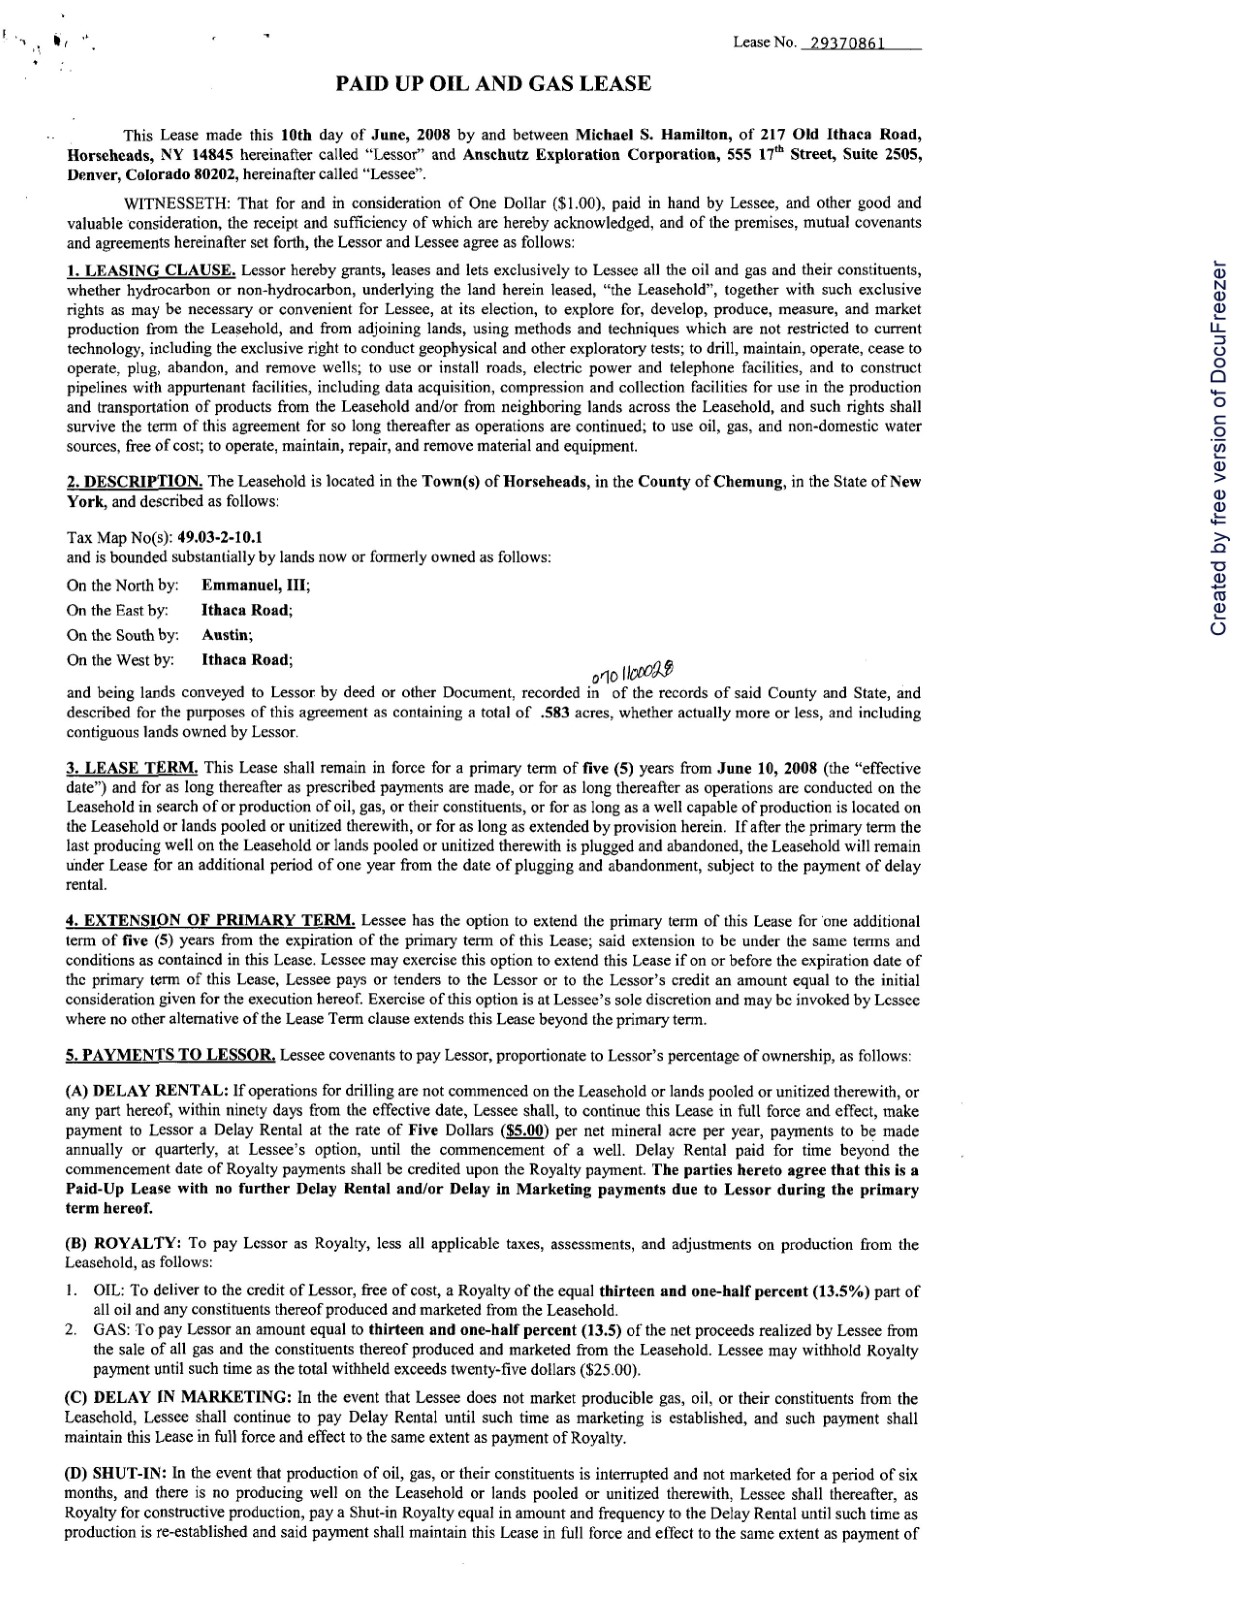 Lease No. 29370861
PAID UP OIL AND GAS LEASE
This Lease made this 10th day of June, 2008 by and between Michael S. Hamilton, of 217 Old Ithaca Road,
Horseheads, NY 14845 hereinafter called “Lessor” and Anschutz Exploration Corporation, 555 17th Street, Suite 2505,
Denver, Colorado 80202, hereinafter called “Lessee”.
WITNESSETH: That for and in consideration of One Dollar ($1.00), paid in hand by Lessee, and other good and
valuable consideration, the receipt and sufficiency of which are hereby acknowledged, and of the premises, mutual covenants
and agreements hereinafter set forth, the Lessor and Lessee agree as follows:
1. LEASING CLAUSE. Lessor hereby grants, leases and lets exclusively to Lessee all the oil and gas and their constituents,
whether hydrocarbon or non-hydrocarbon, underlying the land herein leased, “the Leasehold”, together with such exclusive
rights as may be necessary or convenient for Lessee, at its election, to explore for, develop, produce, measure, and market
production from the Leasehold, and from adjoining lands, using methods and techniques which are not restricted to current
technology, including the exclusive right to conduct geophysical and other exploratory tests; to drill, maintain, operate, cease to
operate, plug, abandon, and remove wells; to use or install roads, electric power and telephone facilities, and to construct
pipelines with appurtenant facilities, including data acquisition, compression and collection facilities for use in the production
and transportation of products from the Leasehold and/or from neighboring lands across the Leasehold, and such rights shall
survive the term of this agreement for so long thereafter as operations are continued; to use oil, gas, and non-domestic water
sources, free of cost; to operate, maintain, repair, and remove material and equipment.
2. DESCRIPTION. The Leasehold is located in the Town(s) of Horseheads, in the County of Chemung, in the State of New
York, and described as follows:
Tax Map No(s): 49.03-2-10.1
and is bounded substantially by lands now or formerly owned as follows:
On the North by: Emmanuel, III;
On the East by: Ithaca Road;
On the South by: Austin;
On the West by: Ithaca Road;
0701100028
and being lands conveyed to Lessor by deed or other Document, recorded in of the records of said County and State, and
described for the purposes of this agreement as containing a total of .583 acres, whether actually more or less, and including
contiguous lands owned by Lessor.
3. LEASE TERM. This Lease shall remain in force for a primary term of five (5) years from June 10, 2008 (the “effective
date”) and for as long thereafter as prescribed payments are made, or for as long thereafter as operations are conducted on the
Leasehold in search of or production of oil, gas, or their constituents, or for as long as a well capable of production is located on
the Leasehold or lands pooled or unitized therewith, or for as long as extended by provision herein. If after the primary term the
last producing well on the Leasehold or lands pooled or unitized therewith is plugged and abandoned, the Leasehold will remain
under Lease for an additional period of one year from the date of plugging and abandonment, subject to the payment of delay
rental.
4. EXTENSION OF PRIMARY TERM. Lessee has the option to extend the primary term of this Lease for one additional
term of five (5) years from the expiration of the primary term of this Lease; said extension to be under the same terms and
conditions as contained in this Lease. Lessee may exercise this option to extend this Lease if on or before the expiration date of
the primary term of this Lease, Lessee pays or tenders to the Lessor or to the Lessor’s credit an amount equal to the initial
consideration given for the execution hereof. Exercise of this option is at Lessee’s sole discretion and may be invoked by Lessee
where no other alternative of the Lease Term clause extends this Lease beyond the primary term.
5. PAYMENTS TO LESSOR. Lessee covenants to pay Lessor, proportionate to Lessor’s percentage of ownership, as follows:
(A) DELAY RENTAL: If operations for drilling are not commenced on the Leasehold or lands pooled or unitized therewith, or
any part hereof, within ninety days from the effective date, Lessee shall, to continue this Lease in full force and effect, make
payment to Lessor a Delay Rental at the rate of Five Dollars ($5.00) per net mineral acre per year, payments to be made
annually or quarterly, at Lessee’s option, until the commencement of a well. Delay Rental paid for time beyond the
commencement date of Royalty payments shall be credited upon the Royalty payment. The parties hereto agree that this is a
Paid-Up Lease with no further Delay Rental and/or Delay in Marketing payments due to Lessor during the primary
term hereof.
(B) ROYALTY: To pay Lessor as Royalty, less all applicable taxes, assessments, and adjustments on production from the
Leasehold, as follows:
1. OIL: To deliver to the credit of Lessor, free of cost, a Royalty of the equal thirteen and one-half percent (13.5%) part of
all oil and any constituents thereof produced and marketed from the Leasehold.
2. GAS: To pay Lessor an amount equal to thirteen and one-half percent (13.5) of the net proceeds realized by Lessee from
the sale of all gas and the constituents thereof produced and marketed from the Leasehold. Lessee may withhold Royalty
payment until such time as the total withheld exceeds twenty-five dollars ($25.00).
(C) DELAY IN MARKETING: In the event that Lessee does not market producible gas, oil, or their constituents from the
Leasehold, Lessee shall continue to pay Delay Rental until such time as marketing is established, and such payment shall
maintain this Lease in full force and effect to the same extent as payment of Royalty.
(D) SHUT-IN: In the event that production of oil, gas, or their constituents is interrupted and not marketed for a period of six
months, and there is no producing well on the Leasehold or lands pooled or unitized therewith, Lessee shall thereafter, as
Royalty for constructive production, pay a Shut-in Royalty equal in amount and frequency to the Delay Rental until such time as
production is re-established and said payment shall maintain this Lease in full force and effect to the same extent as payment of
Created by free version of DocuFreezer